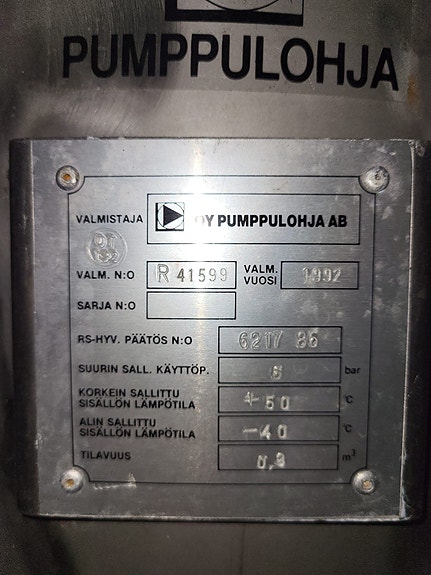 PUMPPULOHJA
VALMISTAJA OY PUMPPULOHJA AB
VALM. N:O R 41599 VALM. VUOSI 1992
SARJA N:O
RS-HYV. PÄÄTÖS N:O 6217 86
SUURIN SALL. KÄYTTÖP. 6 bar
KORKEIN SALLITTU
SISÄLLÖN LÄMPÖTILA +50 °C
ALIN SALLITTU
SISÄLLÖN LÄMPÖTILA -40 °C
TILAVUUS 0,3 m³